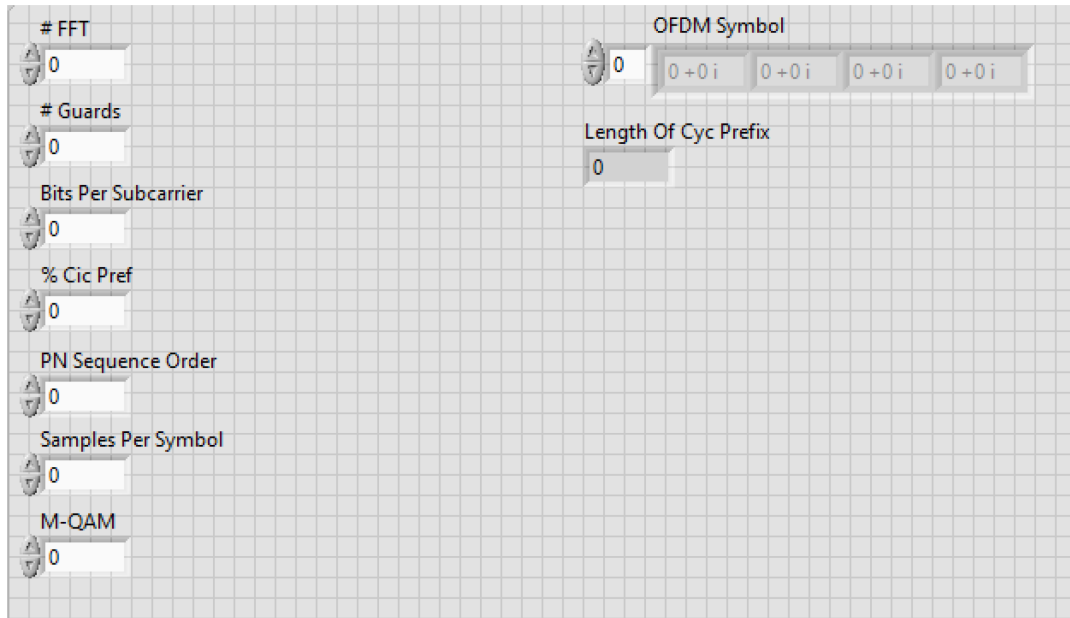 # FFT
0
# Guards
0
Bits Per Subcarrier
0
% Cic Pref
0
PN Sequence Order
0
Samples Per Symbol
0
M-QAM
0
OFDM Symbol
0 0 +0 i 0 +0 i 0 +0 i 0 +0 i
Length Of Cyc Prefix
0